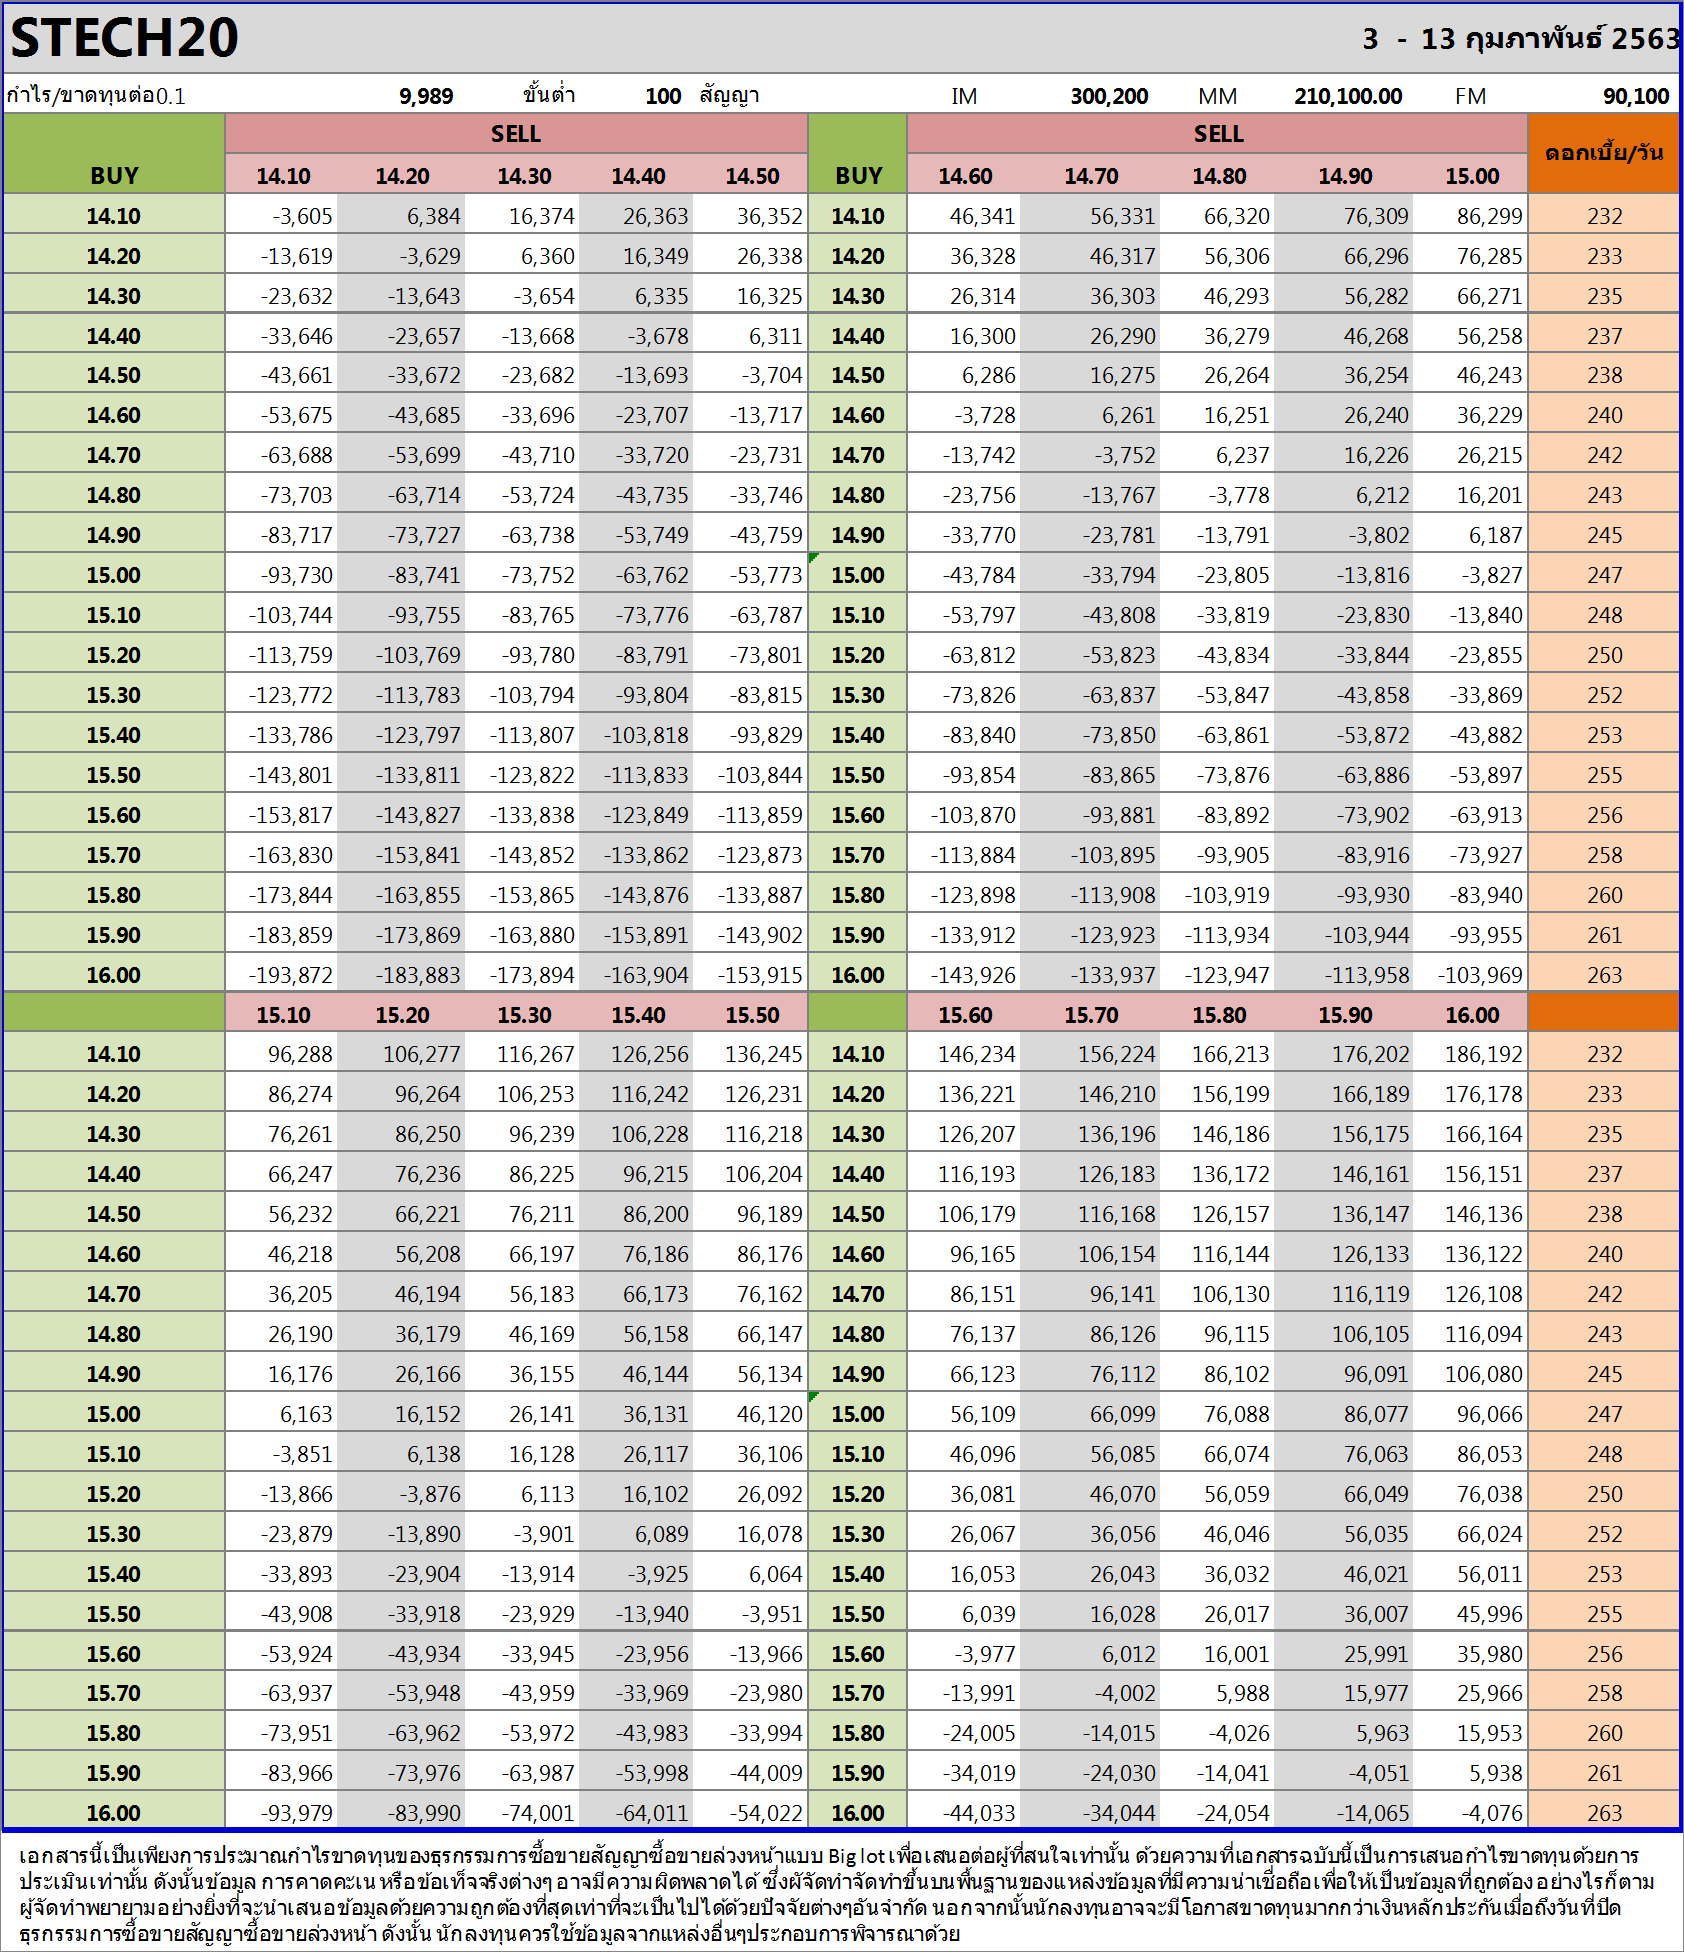 STECH20 3 - 13 กุมภาพันธ์ 2563
กำไร/ขาดทุนต่อ0.1 9,989 ขั้นต่ำ 100 สัญญา IM 300,200 MM 210,100.00 FM 90,100
SELL SELL ดอกเบี้ย/วัน
BUY 14.10 14.20 14.30 14.40 14.50 BUY 14.60 14.70 14.80 14.90 15.00
14.10 -3,605 6,384 16,374 26,363 36,352 14.10 46,341 56,331 66,320 76,309 86,299 232
14.20 -13,619 -3,629 6,360 16,349 26,338 14.20 36,328 46,317 56,306 66,296 76,285 233
14.30 -23,632 -13,643 -3,654 6,335 16,325 14.30 26,314 36,303 46,293 56,282 66,271 235
14.40 -33,646 -23,657 -13,668 -3,678 6,311 14.40 16,300 26,290 36,279 46,268 56,258 237
14.50 -43,661 -33,672 -23,682 -13,693 -3,704 14.50 6,286 16,275 26,264 36,254 46,243 238
14.60 -53,675 -43,685 -33,696 -23,707 -13,717 14.60 -3,728 6,261 16,251 26,240 36,229 240
14.70 -63,688 -53,699 -43,710 -33,720 -23,731 14.70 -13,742 -3,752 6,237 16,226 26,215 242
14.80 -73,703 -63,714 -53,724 -43,735 -33,746 14.80 -23,756 -13,767 -3,778 6,212 16,201 243
14.90 -83,717 -73,727 -63,738 -53,749 -43,759 14.90 -33,770 -23,781 -13,791 -3,802 6,187 245
15.00 -93,730 -83,741 -73,752 -63,762 -53,773 15.00 -43,784 -33,794 -23,805 -13,816 -3,827 247
15.10 -103,744 -93,755 -83,765 -73,776 -63,787 15.10 -53,797 -43,808 -33,819 -23,830 -13,840 248
15.20 -113,759 -103,769 -93,780 -83,791 -73,801 15.20 -63,812 -53,823 -43,834 -33,844 -23,855 250
15.30 -123,772 -113,783 -103,794 -93,804 -83,815 15.30 -73,826 -63,837 -53,847 -43,858 -33,869 252
15.40 -133,786 -123,797 -113,807 -103,818 -93,829 15.40 -83,840 -73,850 -63,861 -53,872 -43,882 253
15.50 -143,801 -133,811 -123,822 -113,833 -103,844 15.50 -93,854 -83,865 -73,876 -63,886 -53,897 255
15.60 -153,817 -143,827 -133,838 -123,849 -113,859 15.60 -103,870 -93,881 -83,892 -73,902 -63,913 256
15.70 -163,830 -153,841 -143,852 -133,862 -123,873 15.70 -113,884 -103,895 -93,905 -83,916 -73,927 258
15.80 -173,844 -163,855 -153,865 -143,876 -133,887 15.80 -123,898 -113,908 -103,919 -93,930 -83,940 260
15.90 -183,859 -173,869 -163,880 -153,891 -143,902 15.90 -133,912 -123,923 -113,934 -103,944 -93,955 261
16.00 -193,872 -183,883 -173,894 -163,904 -153,915 16.00 -143,926 -133,937 -123,947 -113,958 -103,969 263
15.10 15.20 15.30 15.40 15.50 15.60 15.70 15.80 15.90 16.00
14.10 96,288 106,277 116,267 126,256 136,245 14.10 146,234 156,224 166,213 176,202 186,192 232
14.20 86,274 96,264 106,253 116,242 126,231 14.20 136,221 146,210 156,199 166,189 176,178 233
14.30 76,261 86,250 96,239 106,228 116,218 14.30 126,207 136,196 146,186 156,175 166,164 235
14.40 66,247 76,236 86,225 96,215 106,204 14.40 116,193 126,183 136,172 146,161 156,151 237
14.50 56,232 66,221 76,211 86,200 96,189 14.50 106,179 116,168 126,157 136,147 146,136 238
14.60 46,218 56,208 66,197 76,186 86,176 14.60 96,165 106,154 116,144 126,133 136,122 240
14.70 36,205 46,194 56,183 66,173 76,162 14.70 86,151 96,141 106,130 116,119 126,108 242
14.80 26,190 36,179 46,169 56,158 66,147 14.80 76,137 86,126 96,115 106,105 116,094 243
14.90 16,176 26,166 36,155 46,144 56,134 14.90 66,123 76,112 86,102 96,091 106,080 245
15.00 6,163 16,152 26,141 36,131 46,120 15.00 56,109 66,099 76,088 86,077 96,066 247
15.10 -3,851 6,138 16,128 26,117 36,106 15.10 46,096 56,085 66,074 76,063 86,053 248
15.20 -13,866 -3,876 6,113 16,102 26,092 15.20 36,081 46,070 56,059 66,049 76,038 250
15.30 -23,879 -13,890 -3,901 6,089 16,078 15.30 26,067 36,056 46,046 56,035 66,024 252
15.40 -33,893 -23,904 -13,914 -3,925 6,064 15.40 16,053 26,043 36,032 46,021 56,011 253
15.50 -43,908 -33,918 -23,929 -13,940 -3,951 15.50 6,039 16,028 26,017 36,007 45,996 255
15.60 -53,924 -43,934 -33,945 -23,956 -13,966 15.60 -3,977 6,012 16,001 25,991 35,980 256
15.70 -63,937 -53,948 -43,959 -33,969 -23,980 15.70 -13,991 -4,002 5,988 15,977 25,966 258
15.80 -73,951 -63,962 -53,972 -43,983 -33,994 15.80 -24,005 -14,015 -4,026 5,963 15,953 260
15.90 -83,966 -73,976 -63,987 -53,998 -44,009 15.90 -34,019 -24,030 -14,041 -4,051 5,938 261
16.00 -93,979 -83,990 -74,001 -64,011 -54,022 16.00 -44,033 -34,044 -24,054 -14,065 -4,076 263
เอกสารนี้เป็นเพียงการประมาณกำไรขาดทุนของธุรกรรมการซื้อขายสัญญาซื้อขายล่วงหน้าแบบ Big lot เพื่อเสนอต่อผู้ที่สนใจเท่านั้น ด้วยความที่เอกสารฉบับนี้เป็นการเสนอกำไรขาดทุนด้วยการ
ประเมินเท่านั้น ดังนั้นข้อมูล การคาดคะเน หรือข้อเท็จจริงต่างๆ อาจมีความผิดพลาดได้ ซึ่งผู้จัดทำจัดทำขึ้นบนพื้นฐานของแหล่งข้อมูลที่มีความน่าเชื่อถือเพื่อให้เป็นข้อมูลที่ถูกต้อง อย่างไรก็ตาม
ผู้จัดทำพยายามอย่างยิ่งที่จะนำเสนอข้อมูลด้วยความถูกต้องที่สุดเท่าที่จะเป็นไปได้ด้วยปัจจัยต่างๆอันจำกัด นอกจากนั้นนักลงทุนอาจจะมีโอกาสขาดทุนมากกว่าเงินหลักประกันเมื่อถึงวันที่ปิด
ธุรกรรมการซื้อขายสัญญาซื้อขายล่วงหน้า ดังนั้น นักลงทุนควรใช้ข้อมูลจากแหล่งอื่นๆประกอบการพิจารณาด้วย